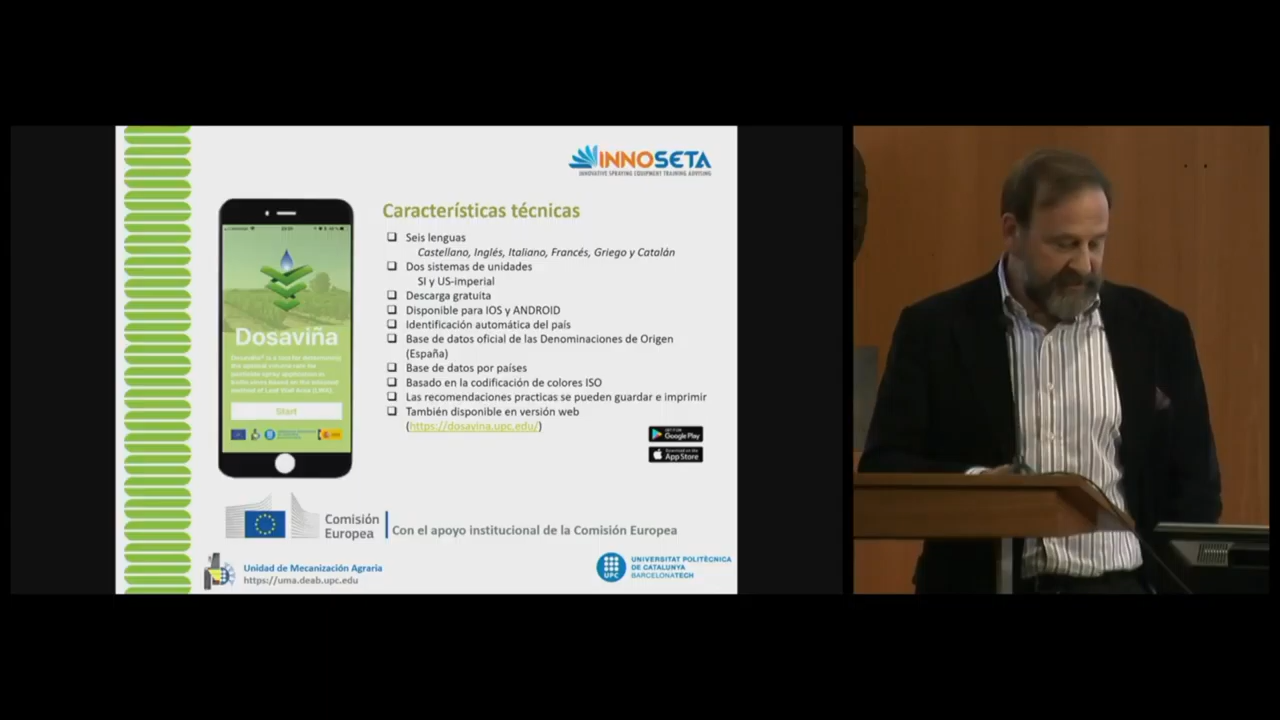 INNOSETA
INNOVATIVE SPRAYING EQUIPMENT TRAINING ADVISING
Características técnicas
Seis lenguas
Castellano, Inglés, Italiano, Francés, Griego y Catalán
Dos sistemas de unidades
SI y US-imperial
Descarga gratuita
Disponible para IOS y ANDROID
Identificación automática del país
Base de datos oficial de las Denominaciones de Origen
(España)
Base de datos por países
Basado en la codificación de colores ISO
Las recomendaciones practicas se pueden guardar e imprimir
También disponible en versión web
(https://dosavina.upc.edu/)
Dosaviña
Start
Google Play
App Store
Comisión
Europea
Con el apoyo institucional de la Comisión Europea
Unidad de Mecanización Agraria
https://uma.deab.upc.edu
UPC
UNIVERSITAT POLITÈCNICA
DE CATALUNYA
BARCELONATECH